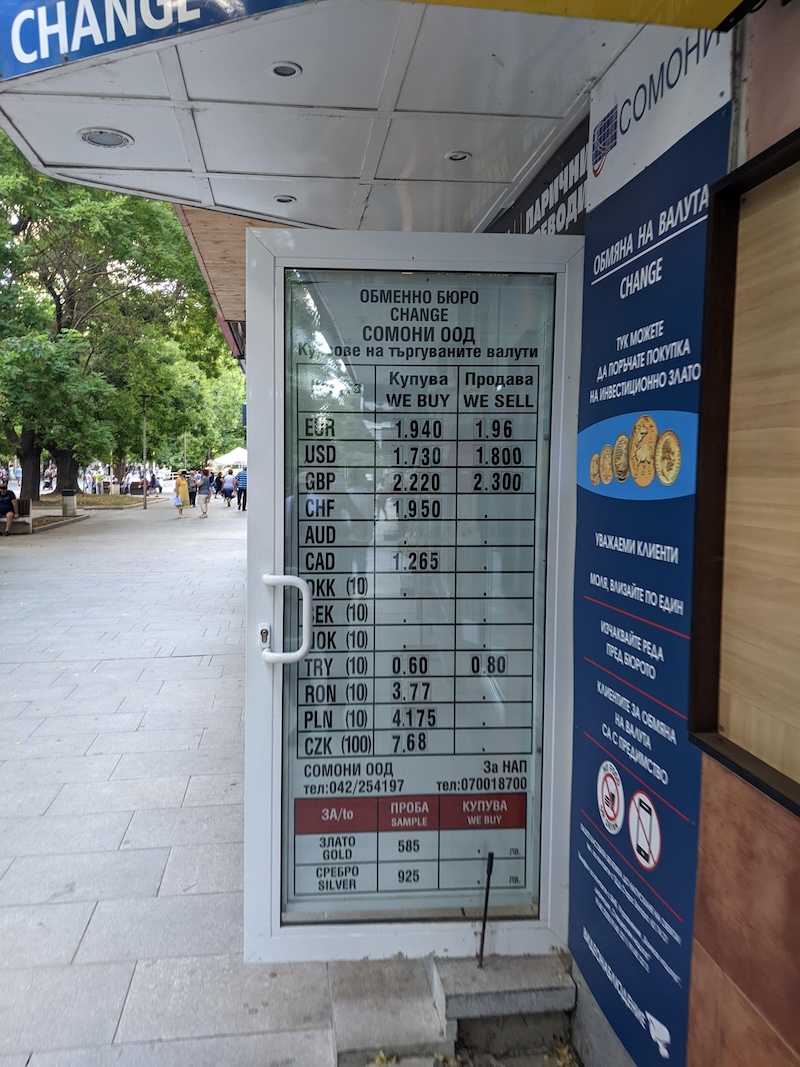 CHANGE
СОМОНИ
ОБМЯНА НА ВАЛУТА
CHANGE
ТУК МОЖЕТЕ
ДА ПОРЪЧАТЕ ПОКУПКА
НА ИНВЕСТИЦИОННО ЗЛАТО
УВАЖАЕМИ КЛИЕНТИ
МОЛЯ, ВЛИЗАЙТЕ ПО ЕДИН
ИЗЧАКВАЙТЕ РЕДА
ПРЕД БЮРОТО
КЛИЕНТИТЕ ЗА ОБМЯНА
НА ВАЛУТА
СА С ПРЕДИМСТВО
ОБМЕННО БЮРО
CHANGE
СОМОНИ ООД
на търгуваните валути
Купува Продава
WE BUY WE SELL
EUR 1.940 1.96
USD 1.730 1.800
GBP 2.220 2.300
CHF 1.950 .
AUD . .
CAD 1.265 .
(10) . .
(10) . .
(10) . .
TRY (10) 0.60 0.80
RON (10) 3.77 .
PLN (10) 4.175 .
CZK (100) 7.68 .
СОМОНИ ООД За НАП
тел:042/254197 тел:070018700
ЗА/to ПРОБА КУПУВА
SAMPLE WE BUY
ЗЛАТО 585 лв.
GOLD
СРЕБРО 925 лв.
SILVER